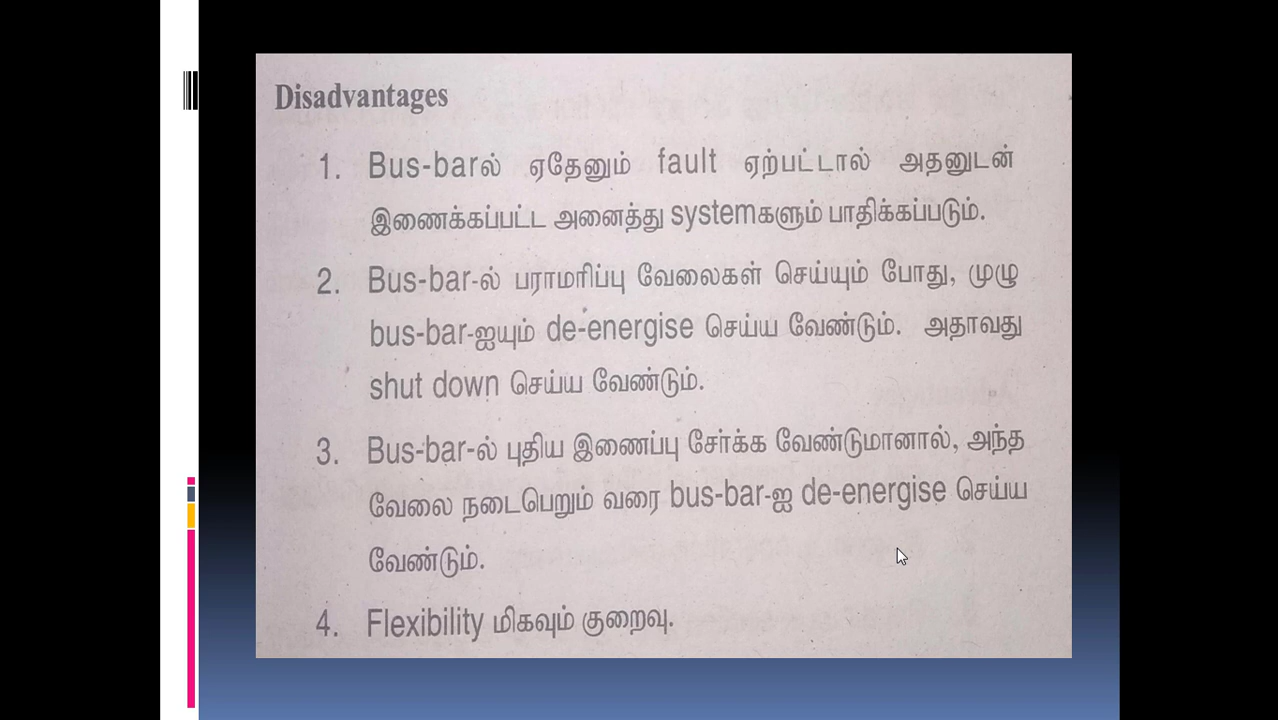 Disadvantages
1. Bus-barல் ஏதேனும் fault ஏற்பட்டால் அதனுடன்
இணைக்கப்பட்ட அனைத்து systemகளும் பாதிக்கப்படும்.
2. Bus-bar-ல் பராமரிப்பு வேலைகள் செய்யும் போது, முழு
bus-bar-ஐயும் de-energise செய்ய வேண்டும். அதாவது
shut down செய்ய வேண்டும்.
3. Bus-bar-ல் புதிய இணைப்பு சேர்க்க வேண்டுமானால், அந்த
வேலை நடைபெறும் வரை bus-bar-ஐ de-energise செய்ய
வேண்டும்.
4. Flexibility மிகவும் குறைவு.